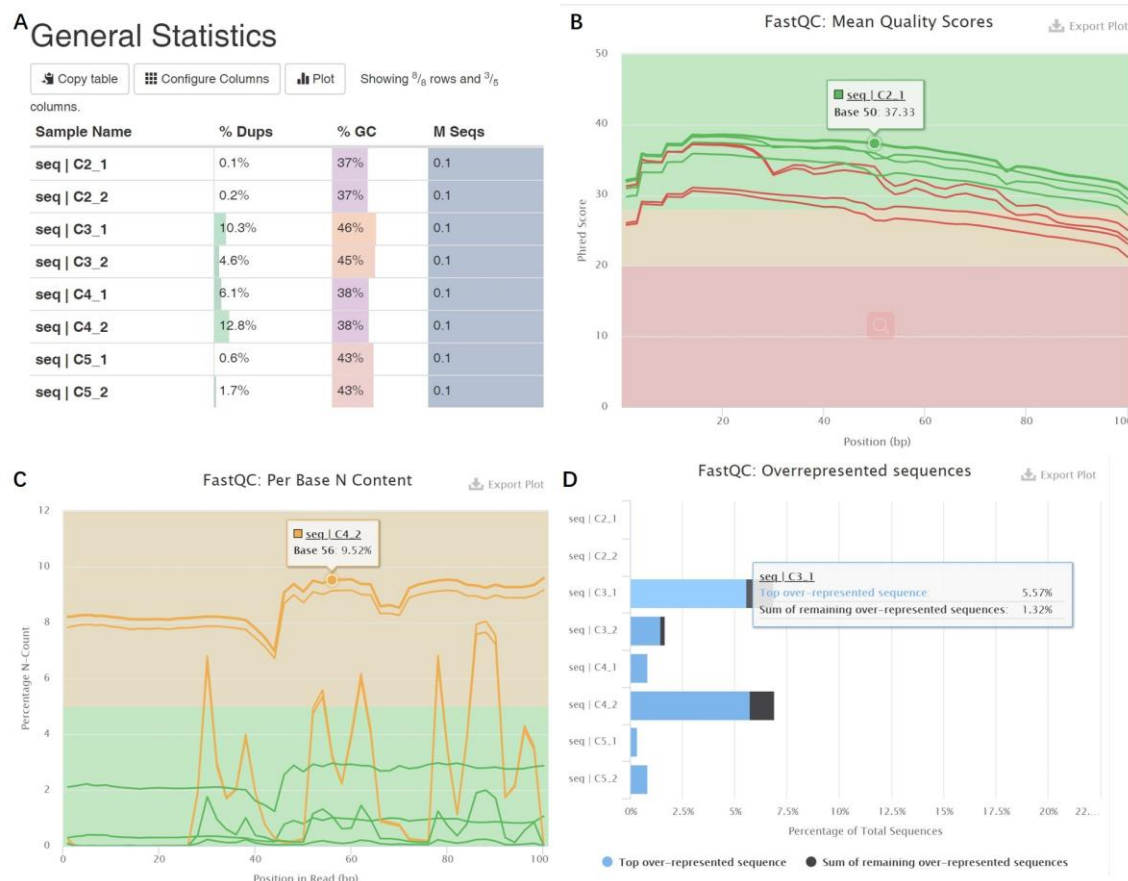 A
General Statistics
Copy table
Configure Columns
Plot
Showing 8/8 rows and 3/5
columns.
Sample Name % Dups % GC M Seqs
seq | C2_1 0.1% 37% 0.1
seq | C2_2 0.2% 37% 0.1
seq | C3_1 10.3% 46% 0.1
seq | C3_2 4.6% 45% 0.1
seq | C4_1 6.1% 38% 0.1
seq | C4_2 12.8% 38% 0.1
seq | C5_1 0.6% 43% 0.1
seq | C5_2 1.7% 43% 0.1
B
FastQC: Mean Quality Scores
Export Plot
50
40
30
20
10
0
Phred Score
seq | C2_1
Base 50: 37.33
20 40 60 80 100
Position (bp)
C
FastQC: Per Base N Content
Export Plot
12
10
8
6
4
2
0
Percentage N-Count
seq | C4_2
Base 56: 9.52%
0 20 40 60 80 100
Position in Read (bp)
D
FastQC: Overrepresented sequences
Export Plot
seq | C2_1
seq | C2_2
seq | C3_1
seq | C3_2
seq | C4_1
seq | C4_2
seq | C5_1
seq | C5_2
seq | C3_1
Top over-represented sequence: 5.57%
Sum of remaining over-represented sequences: 1.32%
0% 2.5% 5% 7.5% 10% 12.5% 15% 17.5% 20% 22,...
Percentage of Total Sequences
Top over-represented sequence
Sum of remaining over-represented sequences